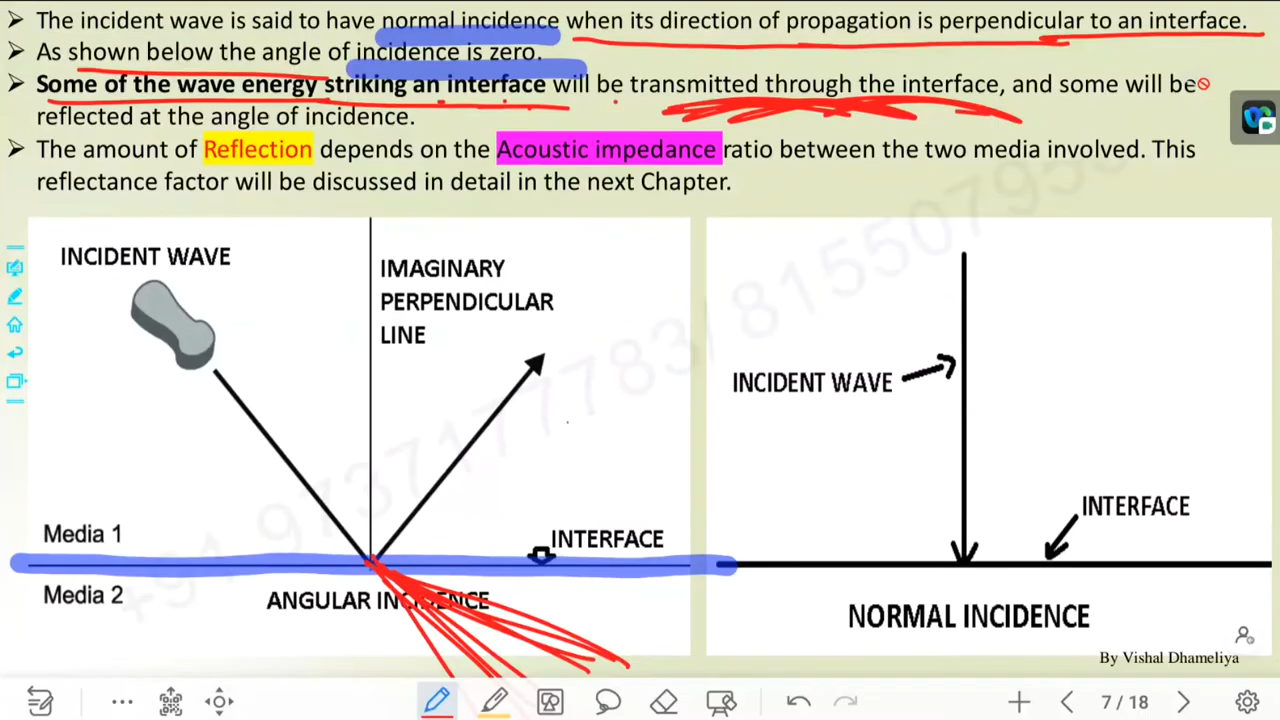 ➢ The incident wave is said to have normal incidence when its direction of propagation is perpendicular to an interface.
➢ As shown below the angle of incidence is zero.
➢ Some of the wave energy striking an interface will be transmitted through the interface, and some will be
reflected at the angle of incidence.
➢ The amount of Reflection depends on the Acoustic impedance ratio between the two media involved. This
reflectance factor will be discussed in detail in the next Chapter.
INCIDENT WAVE
IMAGINARY
PERPENDICULAR
LINE
Media 1
INTERFACE
Media 2
ANGULAR INCIDENCE
INCIDENT WAVE
INTERFACE
NORMAL INCIDENCE
By Vishal Dhameliya
7 / 18